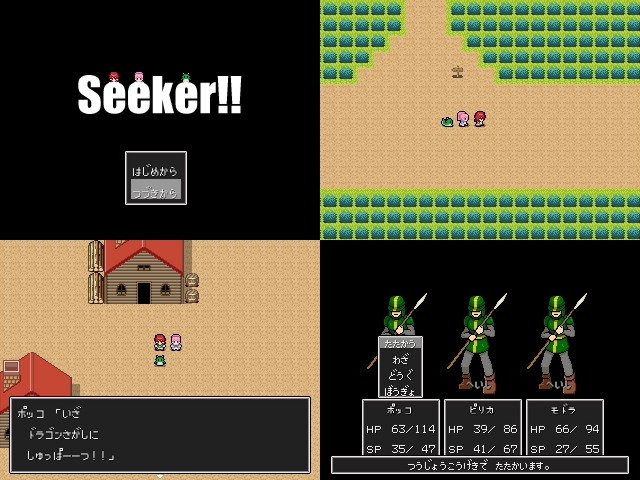 Seeker!!
はじめから
つづきから
ポッコ 「いざ
ドラゴンさがしに
しゅっぱーーつ!!」
たたかう
わざ
どうぐ
ぼうぎょ
ポッコ
HP 63/114
SP 35/ 47
ピリカ
HP 39/ 86
SP 41/ 67
モドラ
HP 66/ 94
SP 27/ 55
つうじょうこうげきで たたかいます。